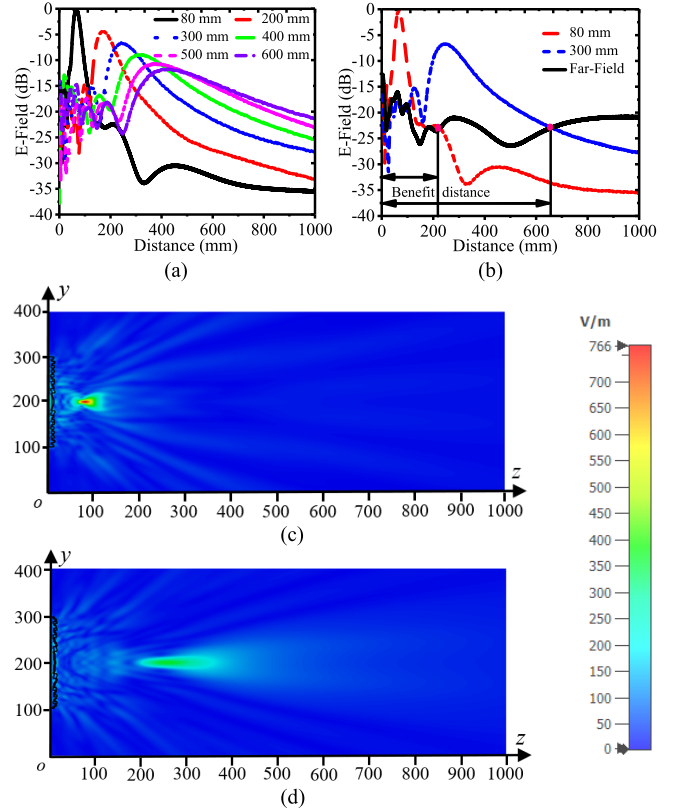 80 mm 200 mm
300 mm 400 mm
500 mm 600 mm
E-Field (dB)
0
-5
-10
-15
-20
-25
-30
-35
-40
0 200 400 600 800 1000
Distance (mm)
(a)
80 mm
300 mm
Far-Field
E-Field (dB)
0
-5
-10
-15
-20
-25
-30
-35
-40
Benefit distance
0 200 400 600 800 1000
Distance (mm)
(b)
y
400
300
200
100
o
100 200 300 400 500 600 700 800 900 1000
z
(c)
y
400
300
200
100
o
100 200 300 400 500 600 700 800 900 1000
z
(d)
V/m
766
700
650
600
550
500
450
400
350
300
250
200
150
100
50
0